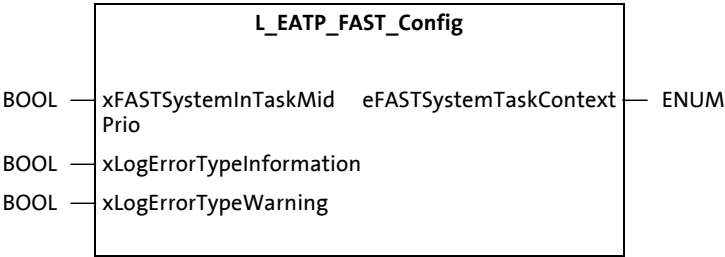 L_EATP_FAST_Config
BOOL xFASTSystemInTaskMid eFASTSystemTaskContext ENUM
Prio
BOOL xLogErrorTypeInformation
BOOL xLogErrorTypeWarning